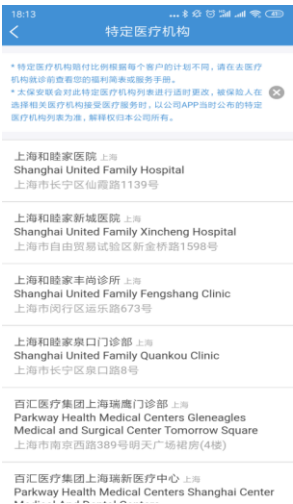 18:13
特定医疗机构
* 特定医疗机构赔付比例根据每个客户的计划不同，请在去医疗
机构就诊前查看您的福利简表或服务手册。
* 太保安联会对此特定医疗机构列表进行适时更改，被保险人在
选择相关医疗机构接受医疗服务时，以公司APP当时公布的特定
医疗机构列表为准，解释权归本公司所有。
上海和睦家医院 上海
Shanghai United Family Hospital
上海市长宁区仙霞路1139号
上海和睦家新城医院 上海
Shanghai United Family Xincheng Hospital
上海市自由贸易试验区新金桥路1598号
上海和睦家丰尚诊所 上海
Shanghai United Family Fengshang Clinic
上海市闵行区运乐路673号
上海和睦家泉口门诊部 上海
Shanghai United Family Quankou Clinic
上海市长宁区泉口路8号
百汇医疗集团上海瑞鹰门诊部 上海
Parkway Health Medical Centers Gleneagles
Medical and Surgical Center Tomorrow Square
上海市南京西路389号明天广场裙房(4楼)
百汇医疗集团上海瑞新医疗中心 上海
Parkway Health Medical Centers Shanghai Center